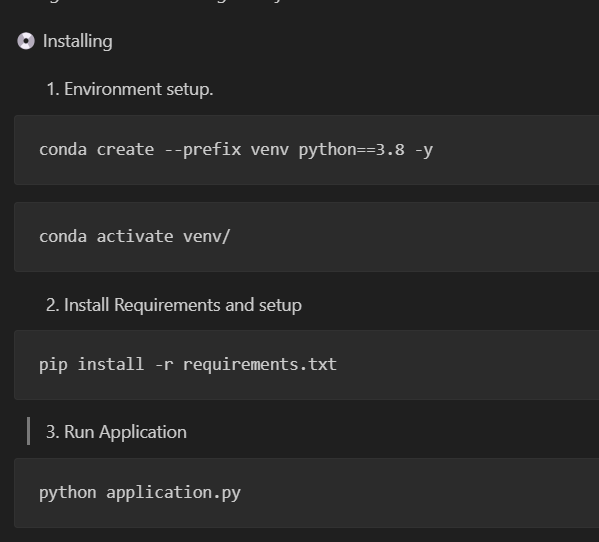 Installing
1. Environment setup.
conda create --prefix venv python==3.8 -y
conda activate venv/
2. Install Requirements and setup
pip install -r requirements.txt
3. Run Application
python application.py